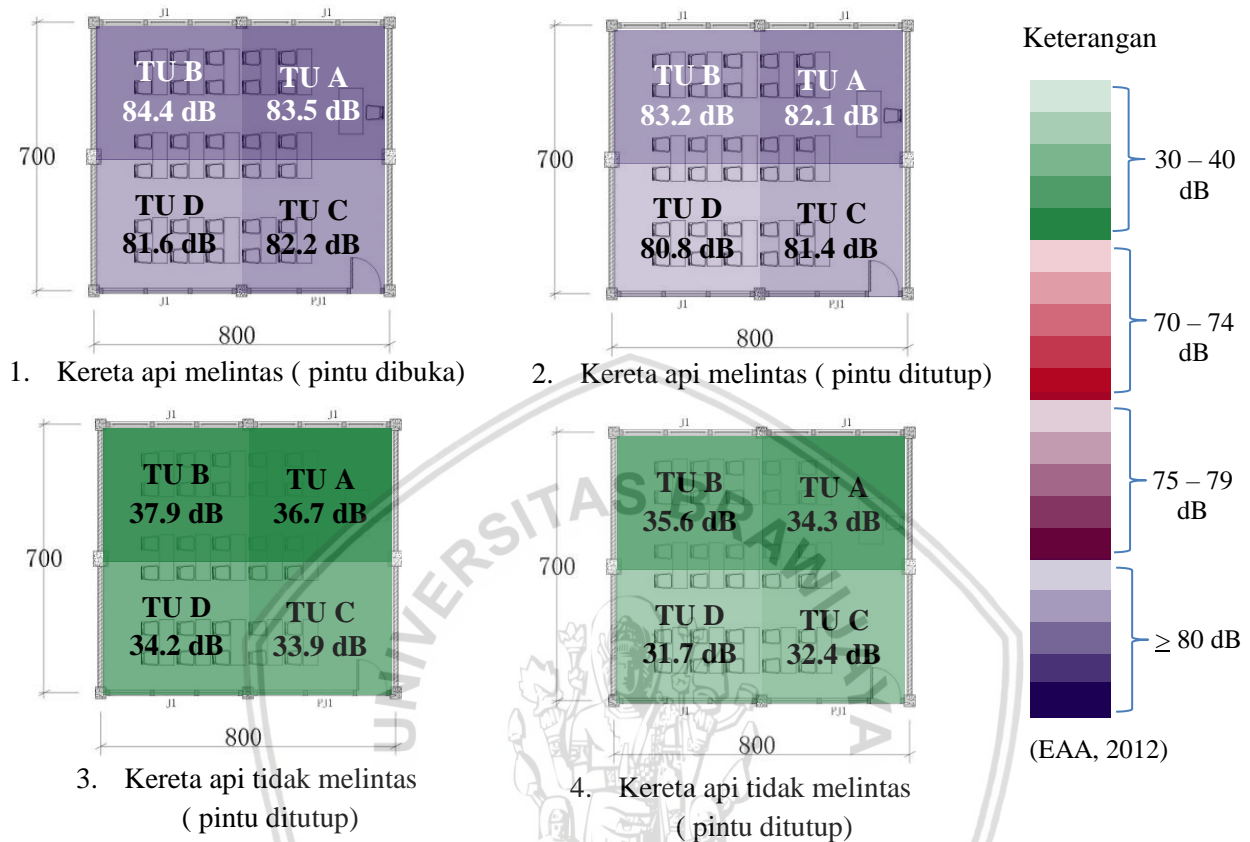 J1
TU B
84.4 dB
TU A
83.5 dB
700
TU D
81.6 dB
TU C
82.2 dB
J1
PJ1
800
1. Kereta api melintas ( pintu dibuka)
J1
J1
TU B
83.2 dB
TU A
82.1 dB
700
TU D
80.8 dB
TU C
81.4 dB
J1
PJ1
800
2. Kereta api melintas ( pintu ditutup)
J1
TU B
37.9 dB
TU A
36.7 dB
700
TU D
34.2 dB
TU C
33.9 dB
J1
PJ1
800
3. Kereta api tidak melintas
( pintu ditutup)
J1
J1
TU B
35.6 dB
TU A
34.3 dB
700
TU D
31.7 dB
TU C
32.4 dB
J1
PJ1
800
4. Kereta api tidak melintas
( pintu ditutup)
Keterangan
30 – 40
dB
70 – 74
dB
75 – 79
dB
≥ 80 dB
(EAA, 2012)
UNIVERSITAS BRAWIJAYA